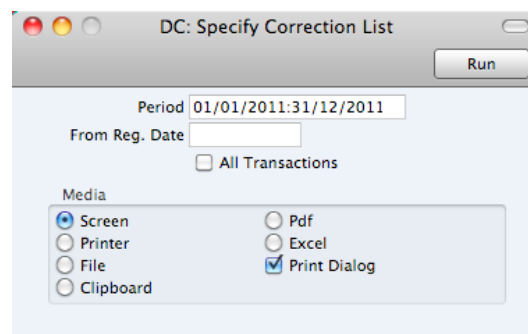 DC: Specify Correction List
Run
Period 01/01/2011:31/12/2011
From Reg. Date
All Transactions
Media
Screen Pdf
Printer Excel
File Print Dialog
Clipboard